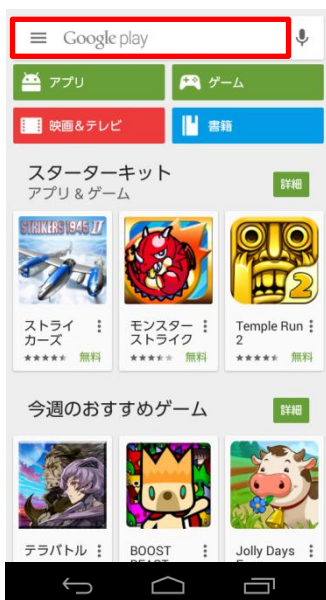 Google play
アプリ
ゲーム
映画&テレビ
書籍
スターターキット
アプリ & ゲーム
詳細
STRIKERS 1945 II
2
ストライカーズ
無料
モンスターストライク
無料
Temple Run 2
無料
今週のおすすめゲーム
詳細
テラバトル
BOOST
Jolly Days